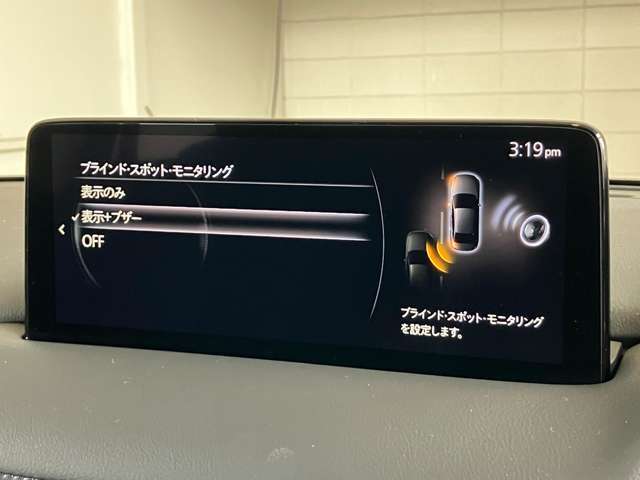 3:19 pm
ブラインド・スポット・モニタリング
表示のみ
表示+ブザー
OFF
ブラインド・スポット・モニタリング
を設定します。